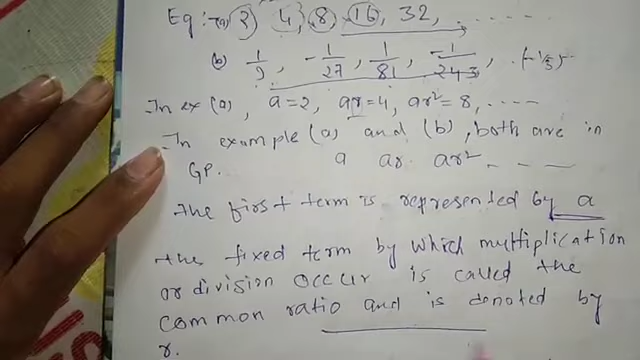 Eg:- (a) 2, 4, 8, 16, 32, ......
(b) 1/9, -1/27, 1/81, -1/243, .(-1/3)-
In ex (a), a=2, ar=4, ar²=8, ....
In example (a) and (b), both are in
GP. a ar ar² - - -
The first term is represented by a
the fixed term by which multiplication
or division occur is called the
common ratio and is denoted by
r.